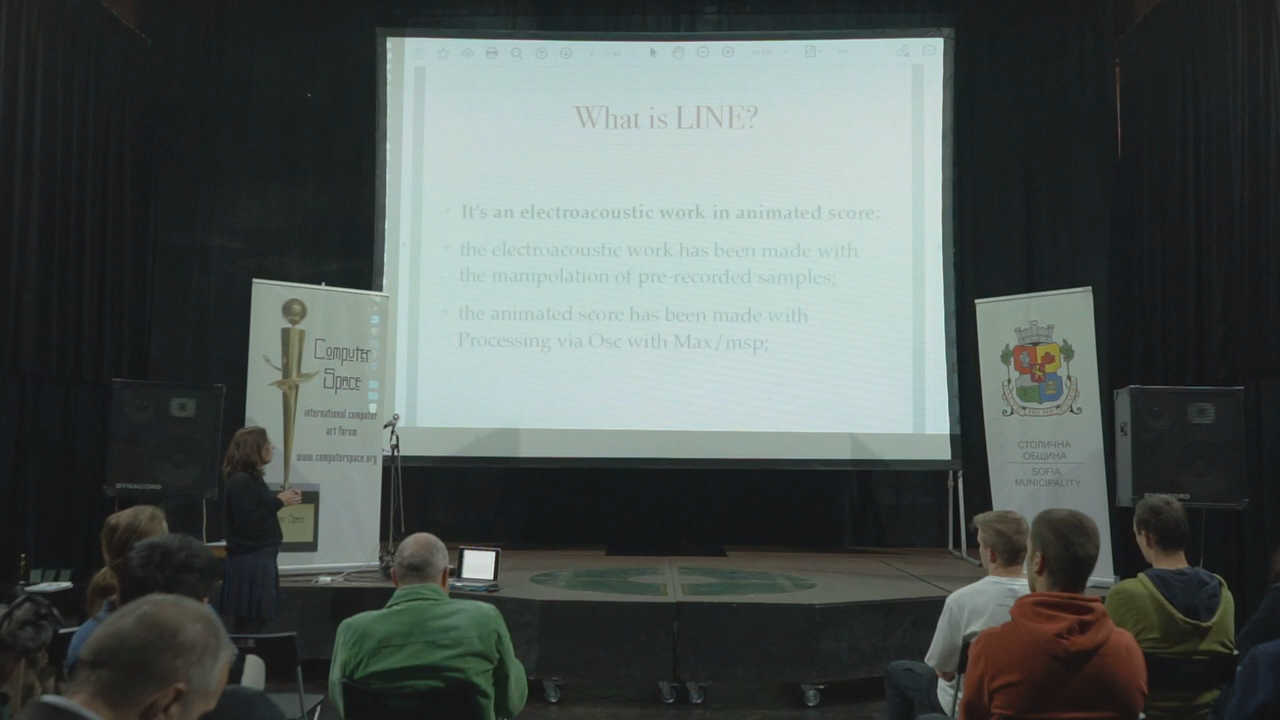 What is LINE?
It's an electroacoustic work in animated score:
the electroacoustic work has been made with
the manipolation of pre-recorded samples;
the animated score has been made with
Processing via Osc with Max/msp;
Computer
Space
international computer
art forum
www.computerspace.org
СТОЛИЧНА
ОБЩИНА
SOFIA
MUNICIPALITY
DYNACORD
DYNACORD